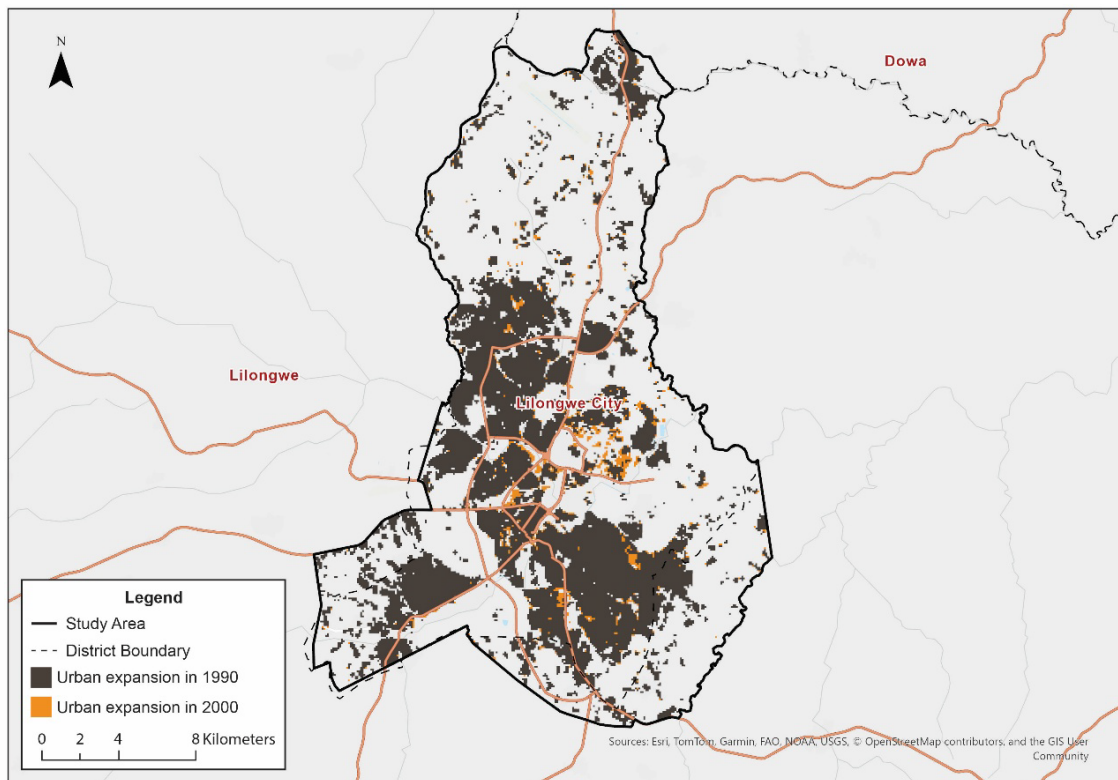 N
Dowa
Lilongwe
Lilongwe City
Legend
Study Area
District Boundary
Urban expansion in 1990
Urban expansion in 2000
0 2 4 8 Kilometers
Sources: Esri, TomTom, Garmin, FAO, NOAA, USGS, © OpenStreetMap contributors, and the GIS User
Community